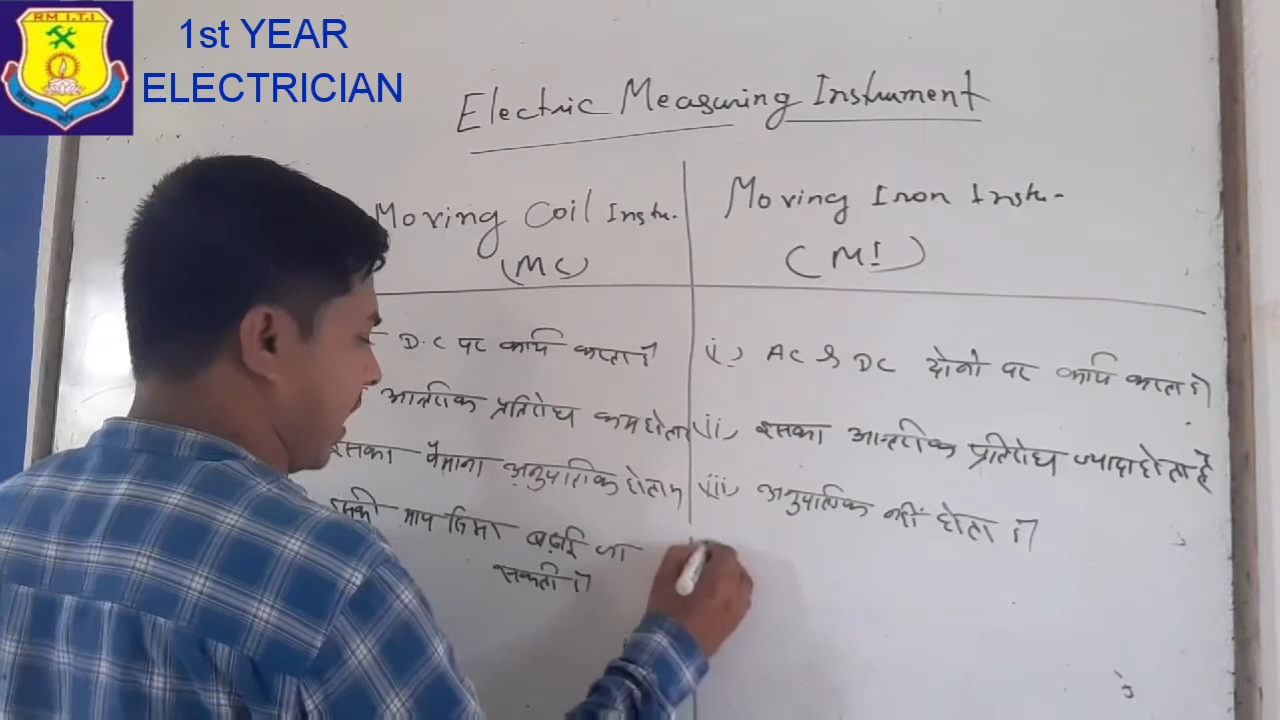 RM I.T.I
1st YEAR
ELECTRICIAN
Electric Measuring Instrument
Moving Coil Instu.
(MC)
D.C पर कार्य करता है
आन्तरिक प्रतिरोध कम होता
इसका पैमाना अनुपातिक होता है
इसकी माप सिमा बढ़ाई जा
सकती है
Moving Iron Instu-
(MI)
i) AC & DC दोनो पर कार्य करता है
ii) इसका आन्तरिक प्रतिरोध ज्यादा होता है
iii) अनुपातिक नहीं होता है